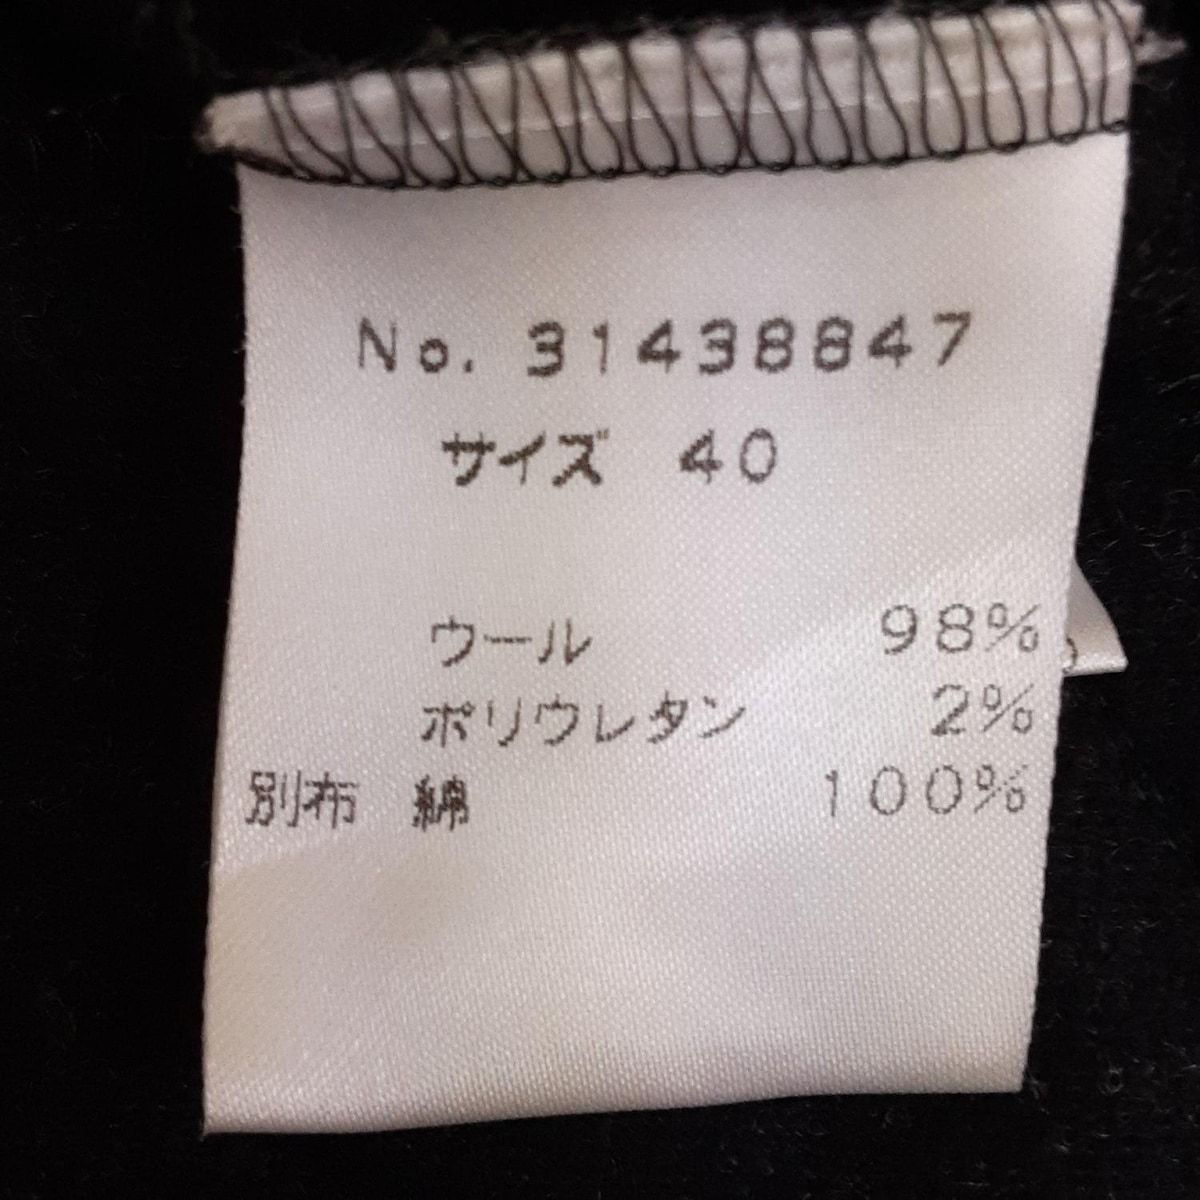 No. 31438847
サイズ 40
ウール 98%
ポリウレタン 2%
別布 綿 100%